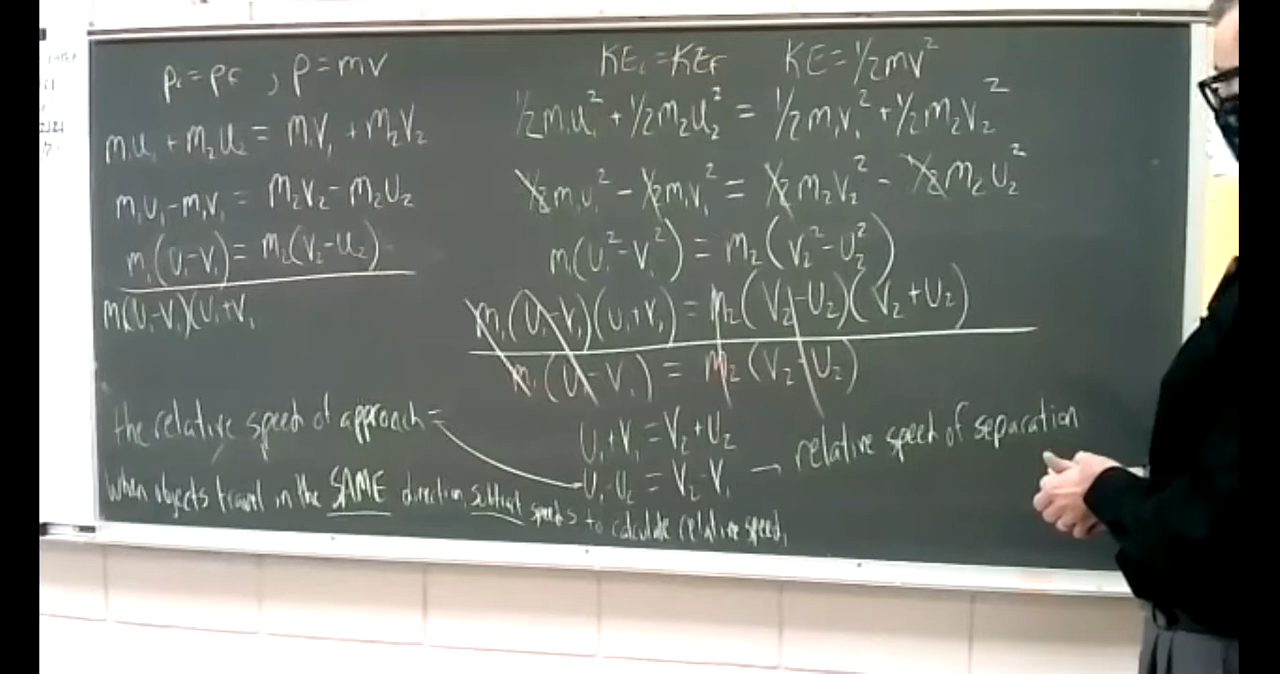 pᵢ = p_F , p = mv
m₁u₁ + m₂u₂ = m₁v₁ + m₂v₂
m₁u₁ - m₁v₁ = m₂v₂ - m₂u₂
m₁(u₁-v₁) = m₂(v₂-u₂)
m(u₁-v₁)(u₁+v₁
the relative speed of approach =
when objects travel in the SAME direction, subtract speeds to calculate relative speed,
KEᵢ = KE_F KE = 1/2mv²
1/2m₁u₁² + 1/2m₂u₂² = 1/2m₁v₁² + 1/2m₂v₂²
1/2m₁u₁² - 1/2m₁v₁² = 1/2m₂v₂² - 1/2m₂u₂²
m₁(u₁²-v₁²) = m₂(v₂²-u₂²)
m₁(u₁-v₁)(u₁+v₁) = m₂(v₂-u₂)(v₂+u₂)
m₁(u₁-v₁) = m₂(v₂-u₂)
u₁+v₁ = v₂+u₂
u₁-u₂ = v₂-v₁ → relative speed of separation